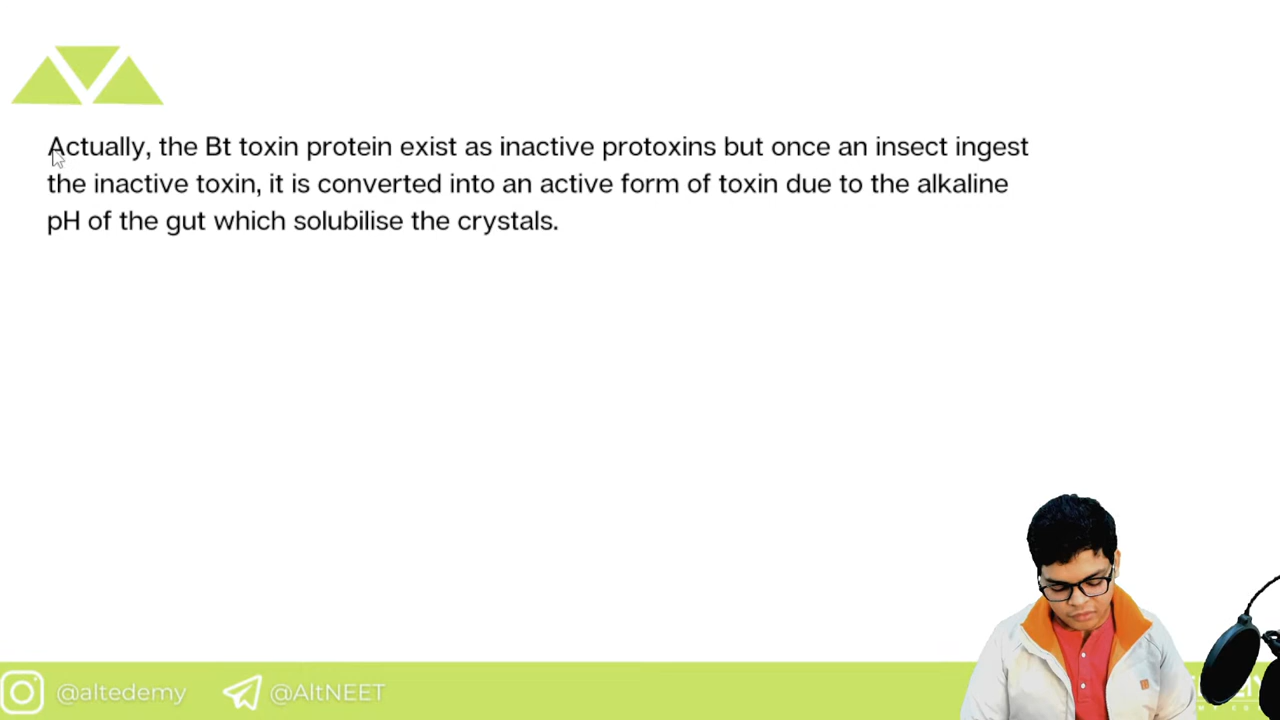 Actually, the Bt toxin protein exist as inactive protoxins but once an insect ingest
the inactive toxin, it is converted into an active form of toxin due to the alkaline
pH of the gut which solubilise the crystals.
@altedemy
@AltNEET